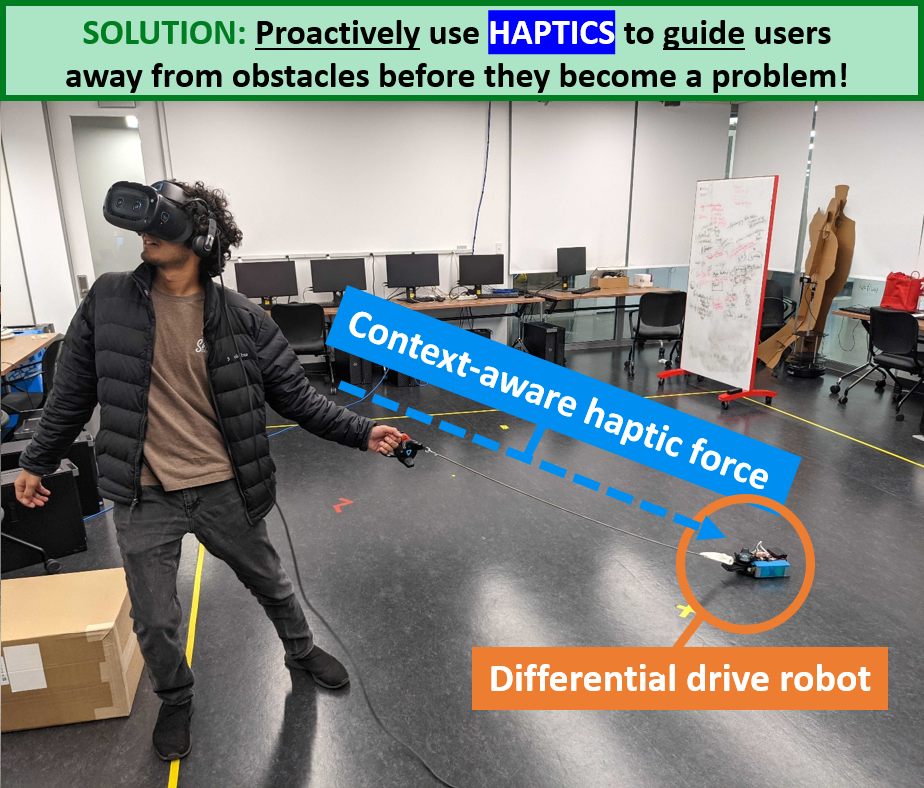 SOLUTION: Proactively use HAPTICS to guide users
away from obstacles before they become a problem!
Context-aware haptic force
Differential drive robot